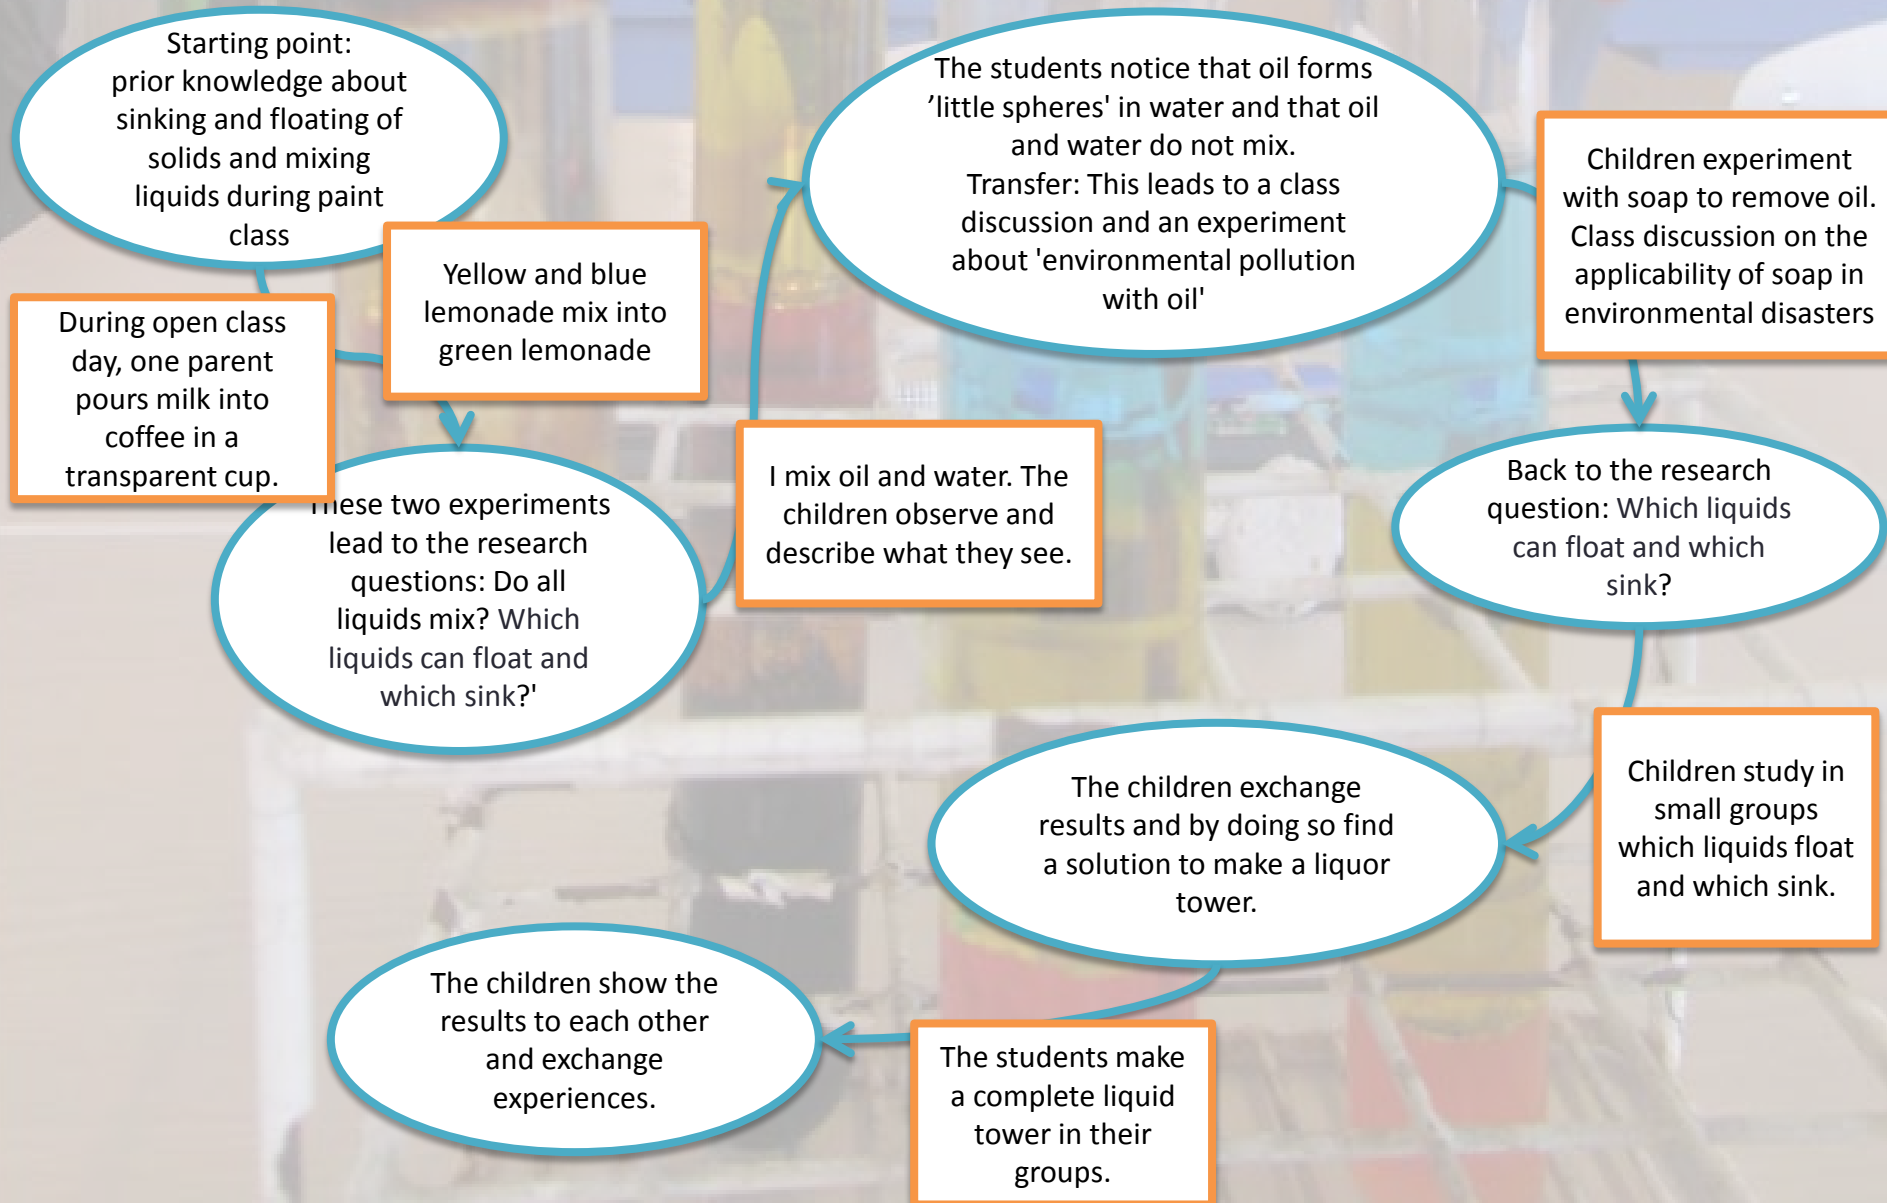 Starting point:
prior knowledge about
sinking and floating of
solids and mixing
liquids during paint
class
During open class
day, one parent
pours milk into
coffee in a
transparent cup.
Yellow and blue
lemonade mix into
green lemonade
These two experiments
lead to the research
questions: Do all
liquids mix? Which
liquids can float and
which sink?'
I mix oil and water. The
children observe and
describe what they see.
The students notice that oil forms
’little spheres' in water and that oil
and water do not mix.
Transfer: This leads to a class
discussion and an experiment
about 'environmental pollution
with oil'
Children experiment
with soap to remove oil.
Class discussion on the
applicability of soap in
environmental disasters
Back to the research
question: Which liquids
can float and which
sink?
Children study in
small groups
which liquids float
and which sink.
The children exchange
results and by doing so find
a solution to make a liquor
tower.
The students make
a complete liquid
tower in their
groups.
The children show the
results to each other
and exchange
experiences.